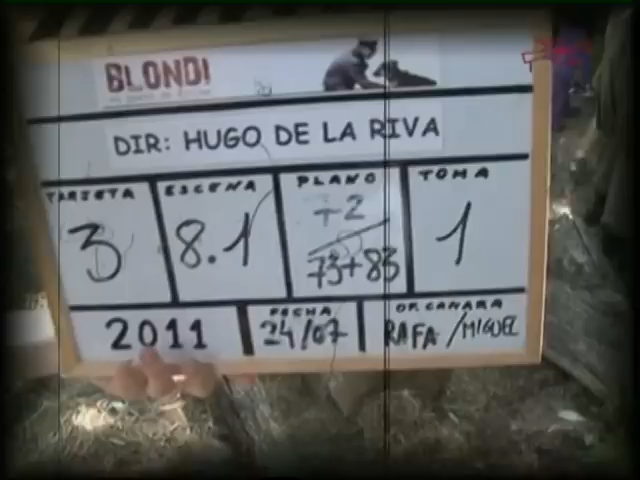 BLONDI
DIR: HUGO DE LA RIVA
TARJETA ESCENA PLANO TOMA
3 8.1 +2 1
73+83
2011 FECHA OP. CAMARA
24/07 RAFA/MIGUEL